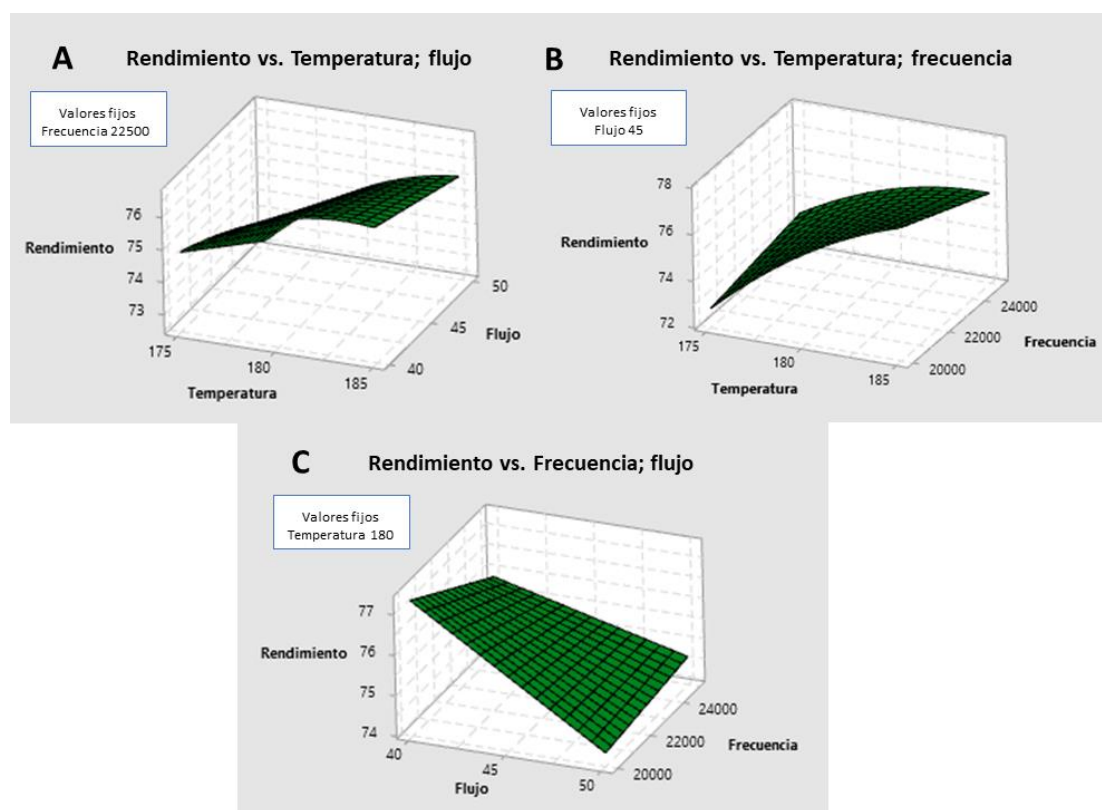 A Rendimiento vs. Temperatura; flujo
Valores fijos
Frecuencia 22500
76
Rendimiento 75
74
73
175
180
185
Temperatura
40
45
50
Flujo
B Rendimiento vs. Temperatura; frecuencia
Valores fijos
Flujo 45
78
76
Rendimiento
74
72
175
180
185
Temperatura
20000
22000
24000
Frecuencia
C Rendimiento vs. Frecuencia; flujo
Valores fijos
Temperatura 180
77
Rendimiento 76
75
74
40
45
50
Flujo
20000
22000
24000
Frecuencia